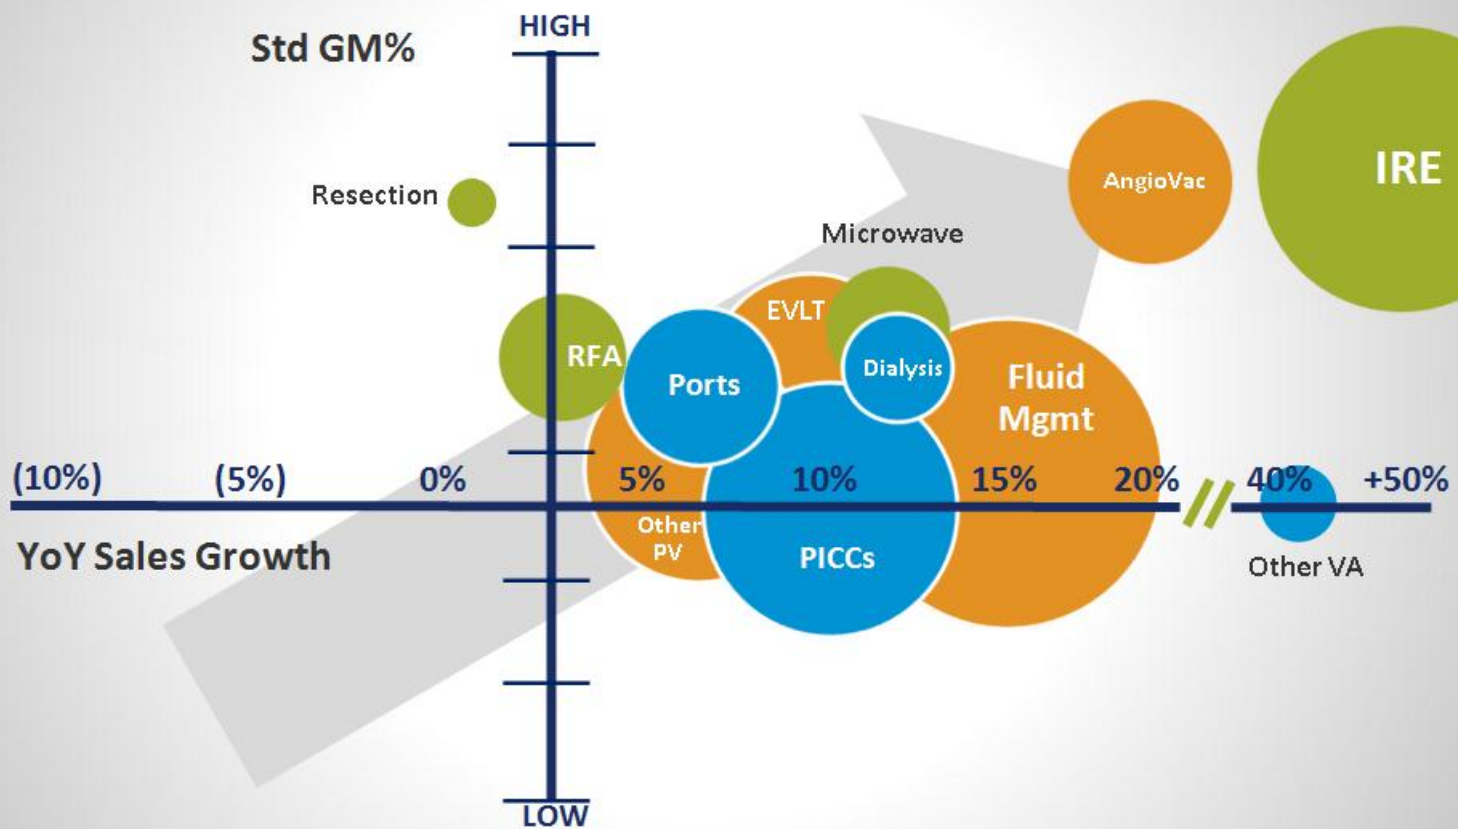 HIGH
Std GM%
IRE
AngioVac
Resection
Microwave
EVLT
RFA
Ports
Dialysis
Fluid
Mgmt
(10%) (5%) 0% 5% 10% 15% 20% 40% +50%
Other
PV
YoY Sales Growth
PICCs
Other VA
LOW